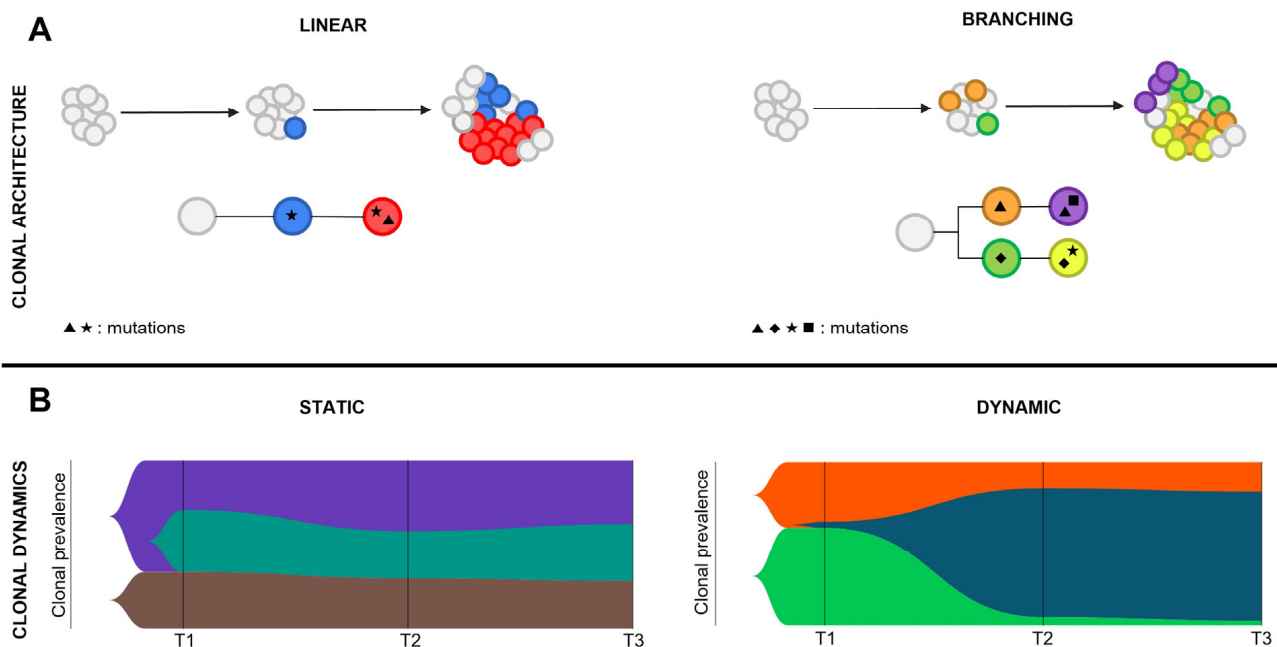 A
LINEAR
BRANCHING
CLONAL ARCHITECTURE
▲ ★ : mutations
▲ ◆ ★ ■ : mutations
B
STATIC
DYNAMIC
CLONAL DYNAMICS
Clonal prevalence
T1
T2
T3
Clonal prevalence
T1
T2
T3